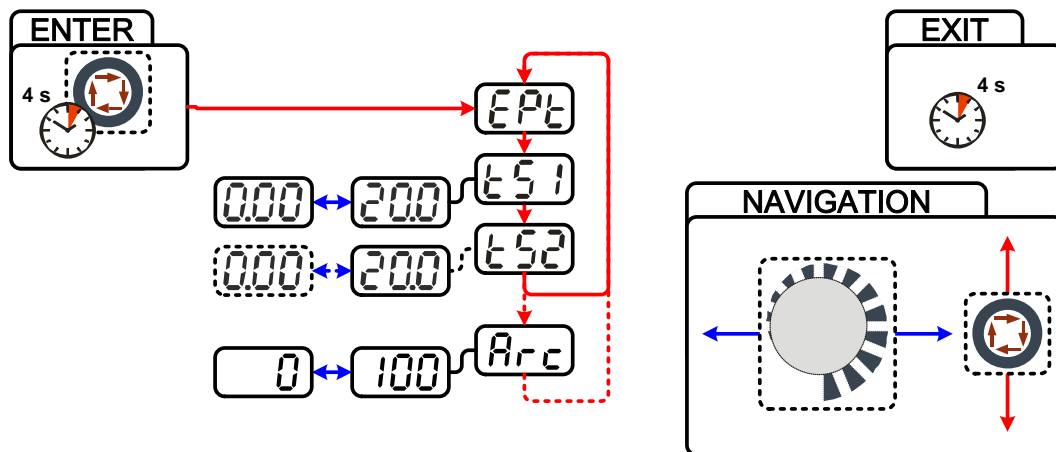 ENTER
4 s
EXIT
4 s
EPt
tS1
0.00 20.0
tS2
0.00 20.0
Arc
0 100
NAVIGATION